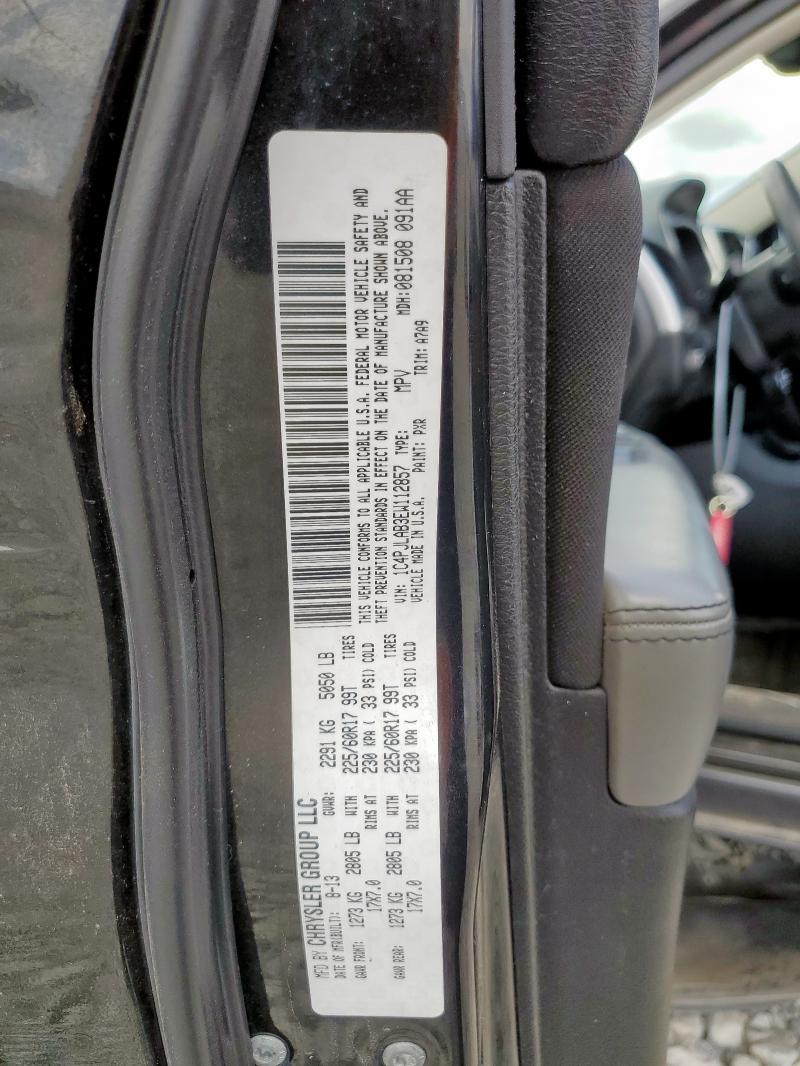 MFD BY CHRYSLER GROUP LLC
DATE OF MFR(BUILT): 8-13 GVWR: 2291 KG 5050 LB
GAWR FRONT: 1273 KG 2805 LB WITH 225/60R17 99T TIRES
17X7.0 RIMS AT 230 KPA ( 33 PSI) COLD
GAWR REAR: 1273 KG 2805 LB WITH 225/60R17 99T TIRES
17X7.0 RIMS AT 230 KPA ( 33 PSI) COLD
THIS VEHICLE CONFORMS TO ALL APPLICABLE U.S.A. FEDERAL MOTOR VEHICLE SAFETY AND
THEFT PREVENTION STANDARDS IN EFFECT ON THE DATE OF MANUFACTURE SHOWN ABOVE.
VIN: 1C4PJLAB3EW112857 TYPE: MPV MDH:081508 091AA
VEHICLE MADE IN U.S.A. PAINT: PXR TRIM: A7A9